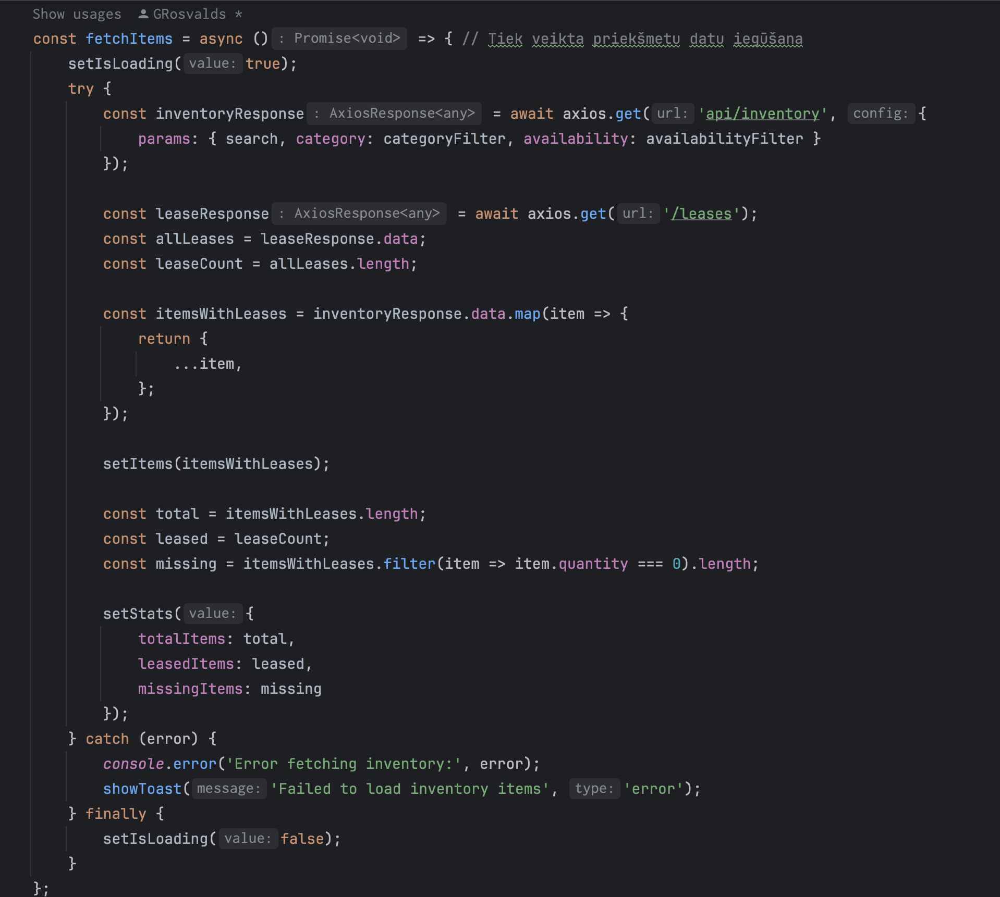 Show usages GRosvalds *
const fetchItems = async () : Promise<void> => { // Tiek veikta priekšmetu datu iegūšana
setIsLoading( value: true);
try {
const inventoryResponse : AxiosResponse<any> = await axios.get( url: 'api/inventory', config: {
params: { search, category: categoryFilter, availability: availabilityFilter }
});
const leaseResponse : AxiosResponse<any> = await axios.get( url: '/leases');
const allLeases = leaseResponse.data;
const leaseCount = allLeases.length;
const itemsWithLeases = inventoryResponse.data.map(item => {
return {
...item,
};
});
setItems(itemsWithLeases);
const total = itemsWithLeases.length;
const leased = leaseCount;
const missing = itemsWithLeases.filter(item => item.quantity === 0).length;
setStats( value: {
totalItems: total,
leasedItems: leased,
missingItems: missing
});
} catch (error) {
console.error('Error fetching inventory:', error);
showToast( message: 'Failed to load inventory items', type: 'error');
} finally {
setIsLoading( value: false);
}
};